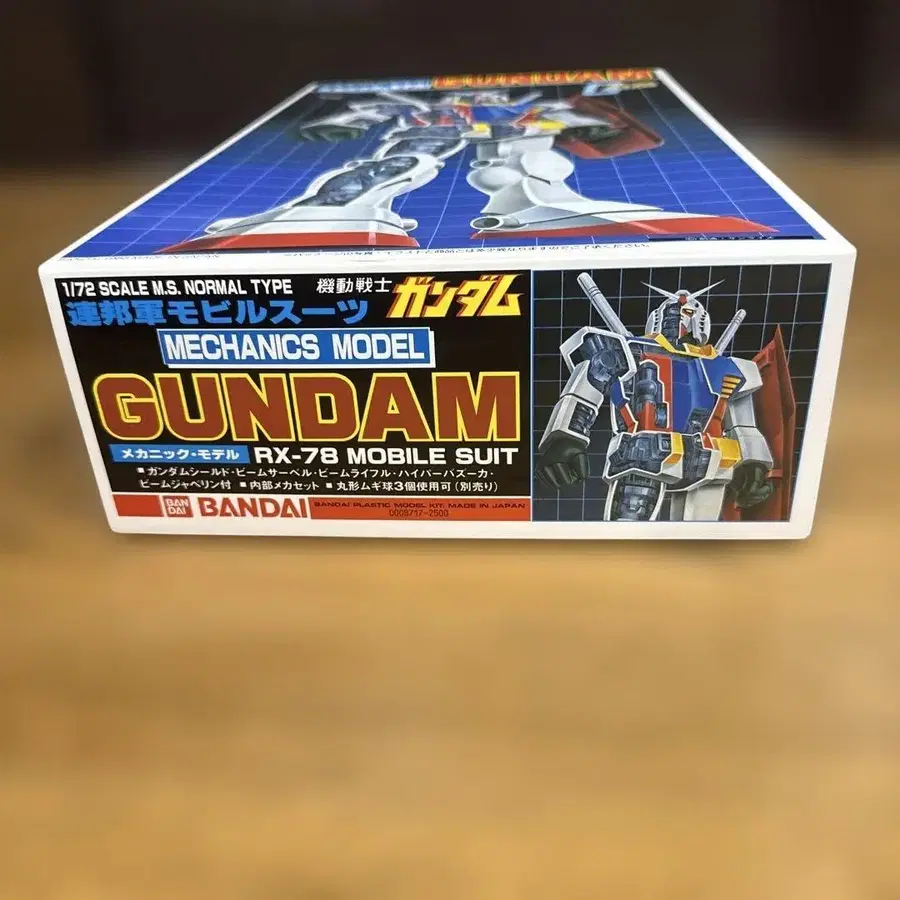 GUNDAM
1/72 SCALE M.S. NORMAL TYPE 機動戦士 ガンダム
連邦軍モビルスーツ
MECHANICS MODEL
GUNDAM
メカニック・モデル RX-78 MOBILE SUIT
■ガンダムシールド・ビームサーベル・ビームライフル・ハイパーバズーカ・
ビームジャベリン付 ■内部メカセット ■丸形ムギ球3個使用可(別売り)
BAN
DAI
BANDAI
BANDAI PLASTIC MODEL KIT. MADE IN JAPAN
0008717-2500